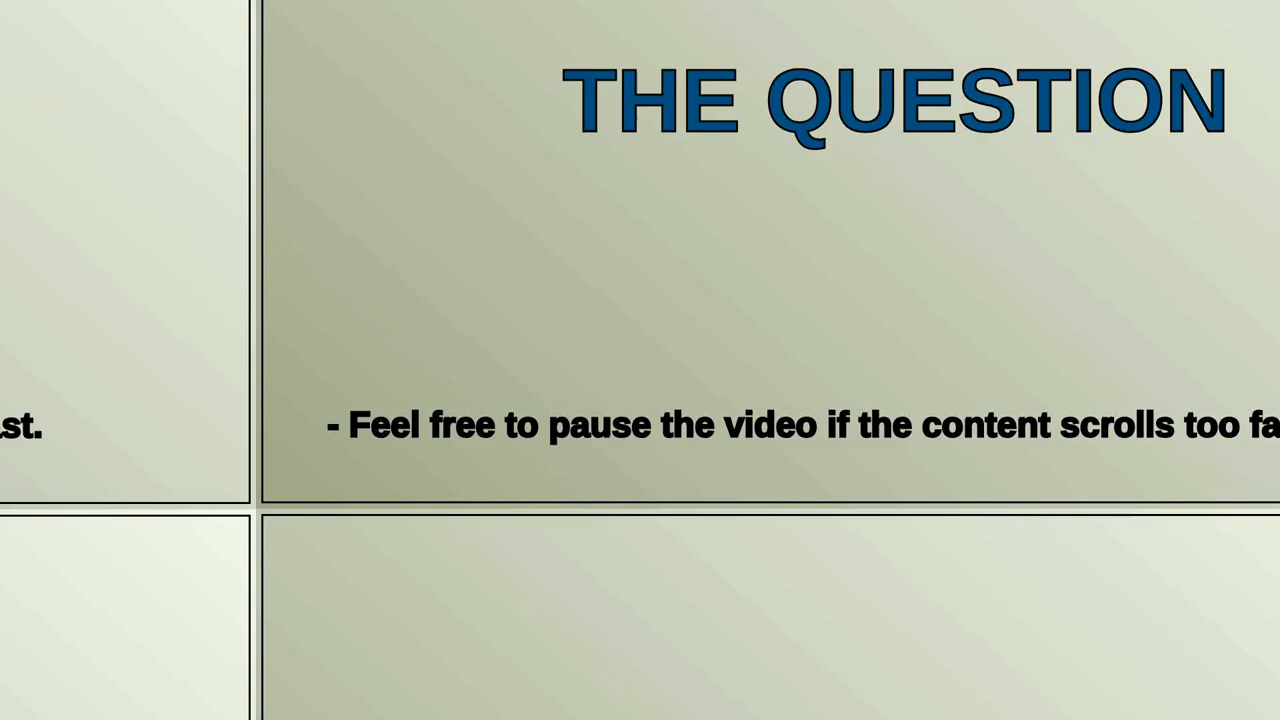 THE QUESTION
st.
- Feel free to pause the video if the content scrolls too fa